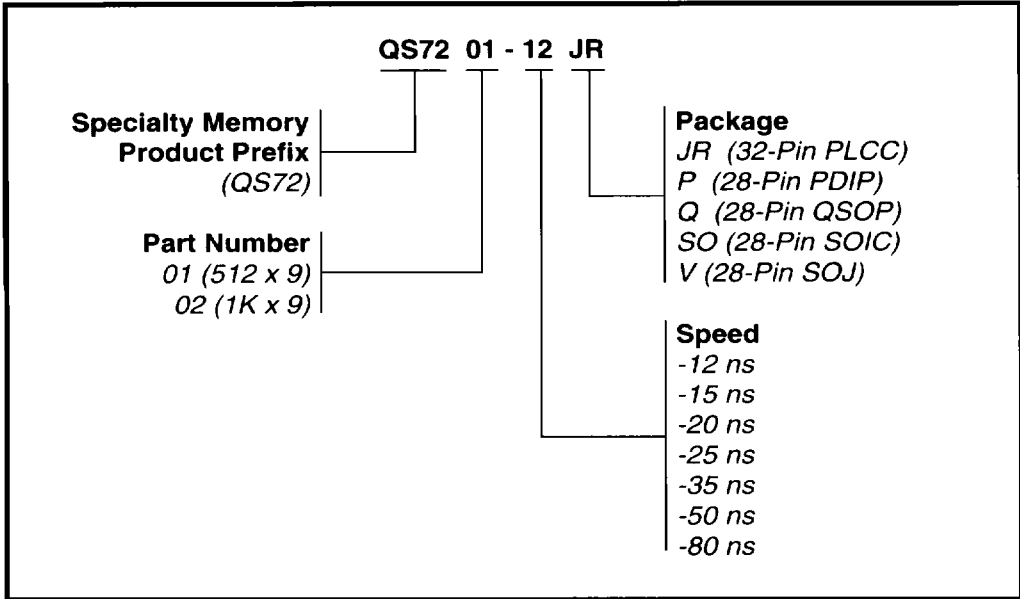 QS72 01 - 12 JR
Specialty Memory
Product Prefix
(QS72)
Part Number
01 (512 x 9)
02 (1K x 9)
Package
JR (32-Pin PLCC)
P (28-Pin PDIP)
Q (28-Pin QSOP)
SO (28-Pin SOIC)
V (28-Pin SOJ)
Speed
-12 ns
-15 ns
-20 ns
-25 ns
-35 ns
-50 ns
-80 ns